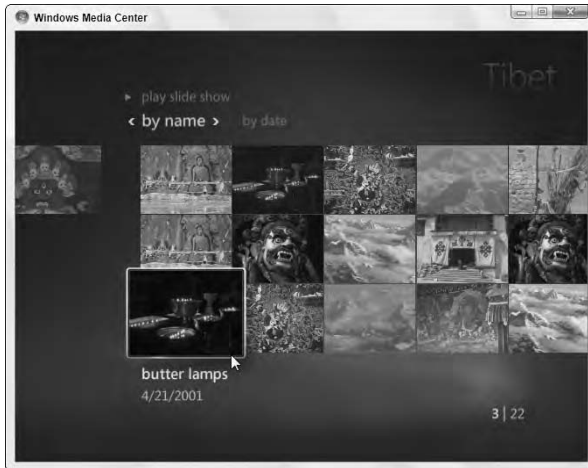 Windows Media Center
Tibet
play slide show
< by name > by date
butter lamps
4/21/2001
3 | 22